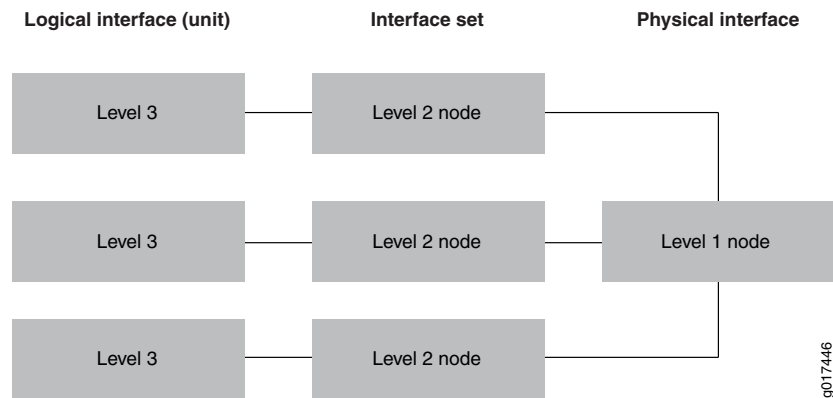 Logical interface (unit)
Interface set
Physical interface
Level 3
Level 2 node
Level 3
Level 2 node
Level 1 node
Level 3
Level 2 node
g017446